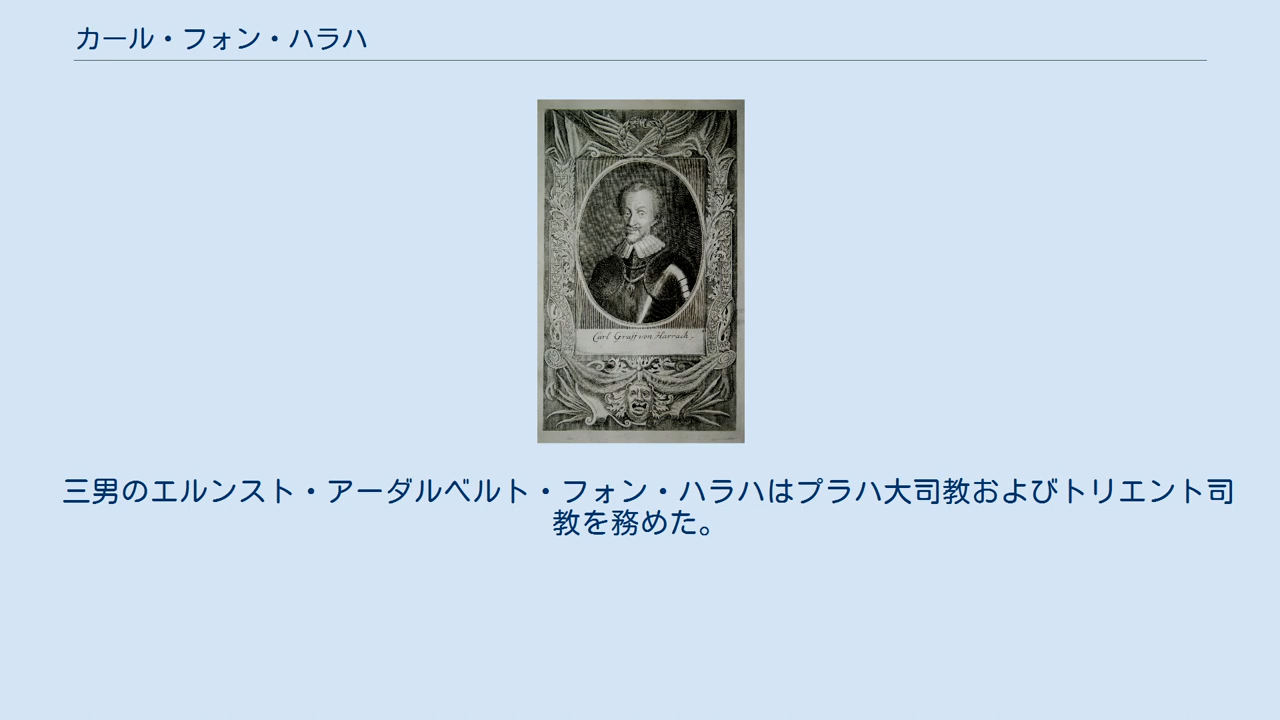 カール・フォン・ハラハ
Carl Graff von Harrach.
三男のエルンスト・アーダルベルト・フォン・ハラハはプラハ大司教およびトリエント司
教を務めた。